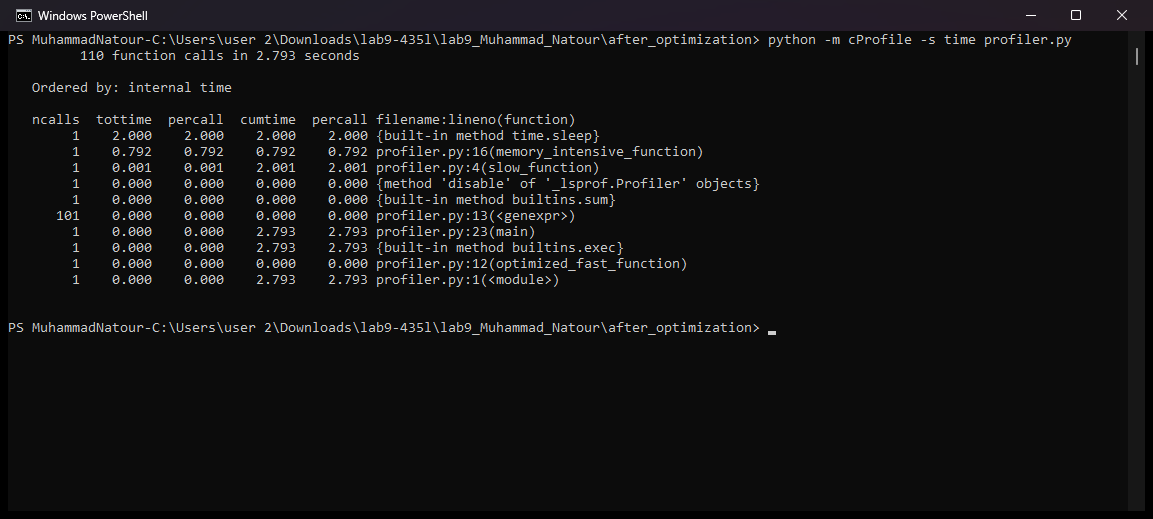 Windows PowerShell
PS MuhammadNatour-C:\Users\user 2\Downloads\lab9-435l\lab9_Muhammad_Natour\after_optimization> python -m cProfile -s time profiler.py
         110 function calls in 2.793 seconds
   Ordered by: internal time
   ncalls  tottime  percall  cumtime  percall filename:lineno(function)
        1    2.000    2.000    2.000    2.000 {built-in method time.sleep}
        1    0.792    0.792    0.792    0.792 profiler.py:16(memory_intensive_function)
        1    0.001    0.001    2.001    2.001 profiler.py:4(slow_function)
        1    0.000    0.000    0.000    0.000 {method 'disable' of '_lsprof.Profiler' objects}
        1    0.000    0.000    0.000    0.000 {built-in method builtins.sum}
      101    0.000    0.000    0.000    0.000 profiler.py:13(<genexpr>)
        1    0.000    0.000    2.793    2.793 profiler.py:23(main)
        1    0.000    0.000    2.793    2.793 {built-in method builtins.exec}
        1    0.000    0.000    0.000    0.000 profiler.py:12(optimized_fast_function)
        1    0.000    0.000    2.793    2.793 profiler.py:1(<module>)
PS MuhammadNatour-C:\Users\user 2\Downloads\lab9-435l\lab9_Muhammad_Natour\after_optimization>